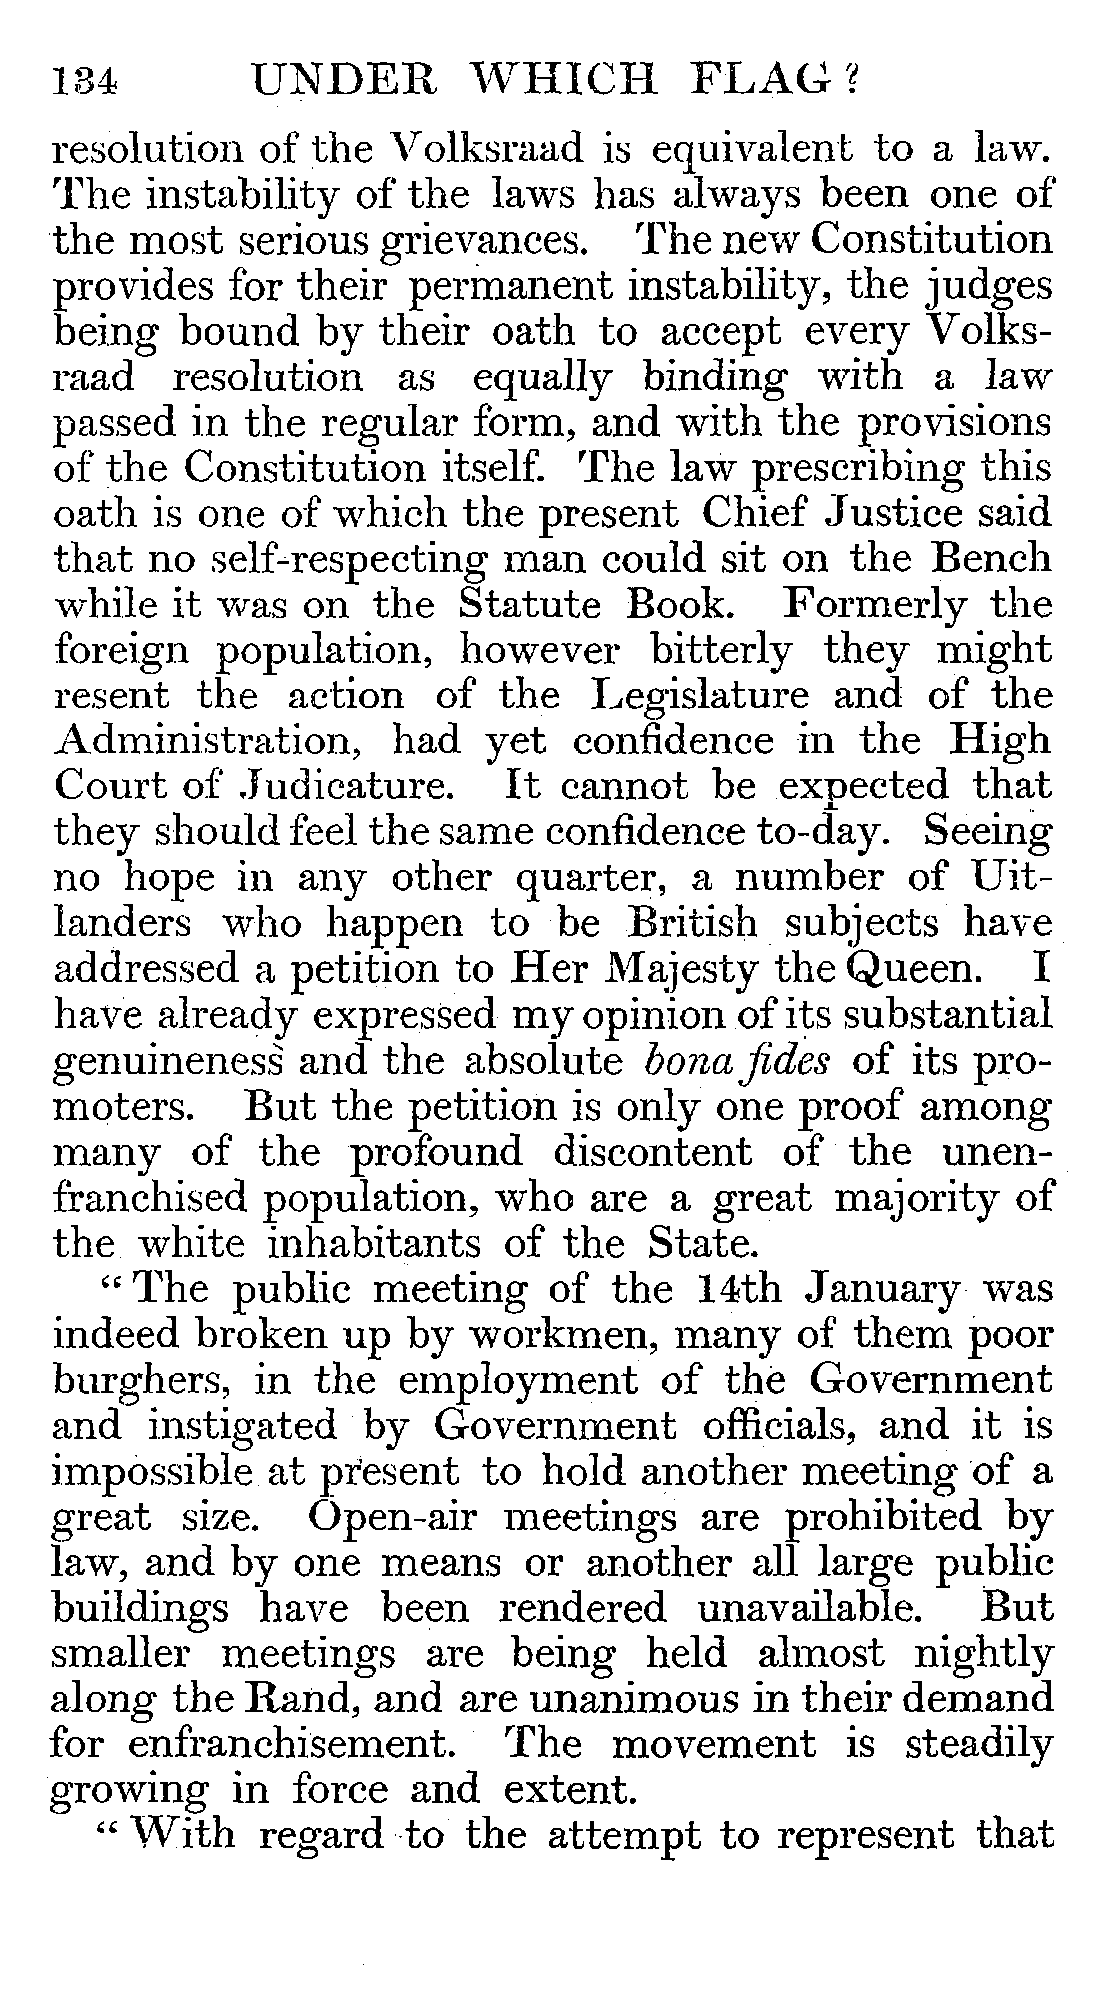 134 UNDER WHICH FLAG?
resolution of the Volksraad is equivalent to a law.
The instability of the laws has always been one of
the most serious grievances. The new Constitution
provides for their permanent instability, the judges
being bound by their oath to accept every Volks-
raad resolution as equally binding with a law
passed in the regular form, and with the provisions
of the Constitution itself. The law prescribing this
oath is one of which the present Chief Justice said
that no self-respecting man could sit on the Bench
while it was on the Statute Book. Formerly the
foreign population, however bitterly they might
resent the action of the Legislature and of the
Administration, had yet confidence in the High
Court of Judicature. It cannot be expected that
they should feel the same confidence to-day. Seeing
no hope in any other quarter, a number of Uit-
landers who happen to be British subjects have
addressed a petition to Her Majesty the Queen. I
have already expressed my opinion of its substantial
genuineness and the absolute bona fides of its pro-
moters. But the petition is only one proof among
many of the profound discontent of the unen-
franchised population, who are a great majority of
the white inhabitants of the State.
“The public meeting of the 14th January was
indeed broken up by workmen, many of them poor
burghers, in the employment of the Government
and instigated by Government officials, and it is
impossible at present to hold another meeting of a
great size. Open-air meetings are prohibited by
law, and by one means or another all large public
buildings have been rendered unavailable. But
smaller meetings are being held almost nightly
along the Rand, and are unanimous in their demand
for enfranchisement. The movement is steadily
growing in force and extent.
“With regard to the attempt to represent that